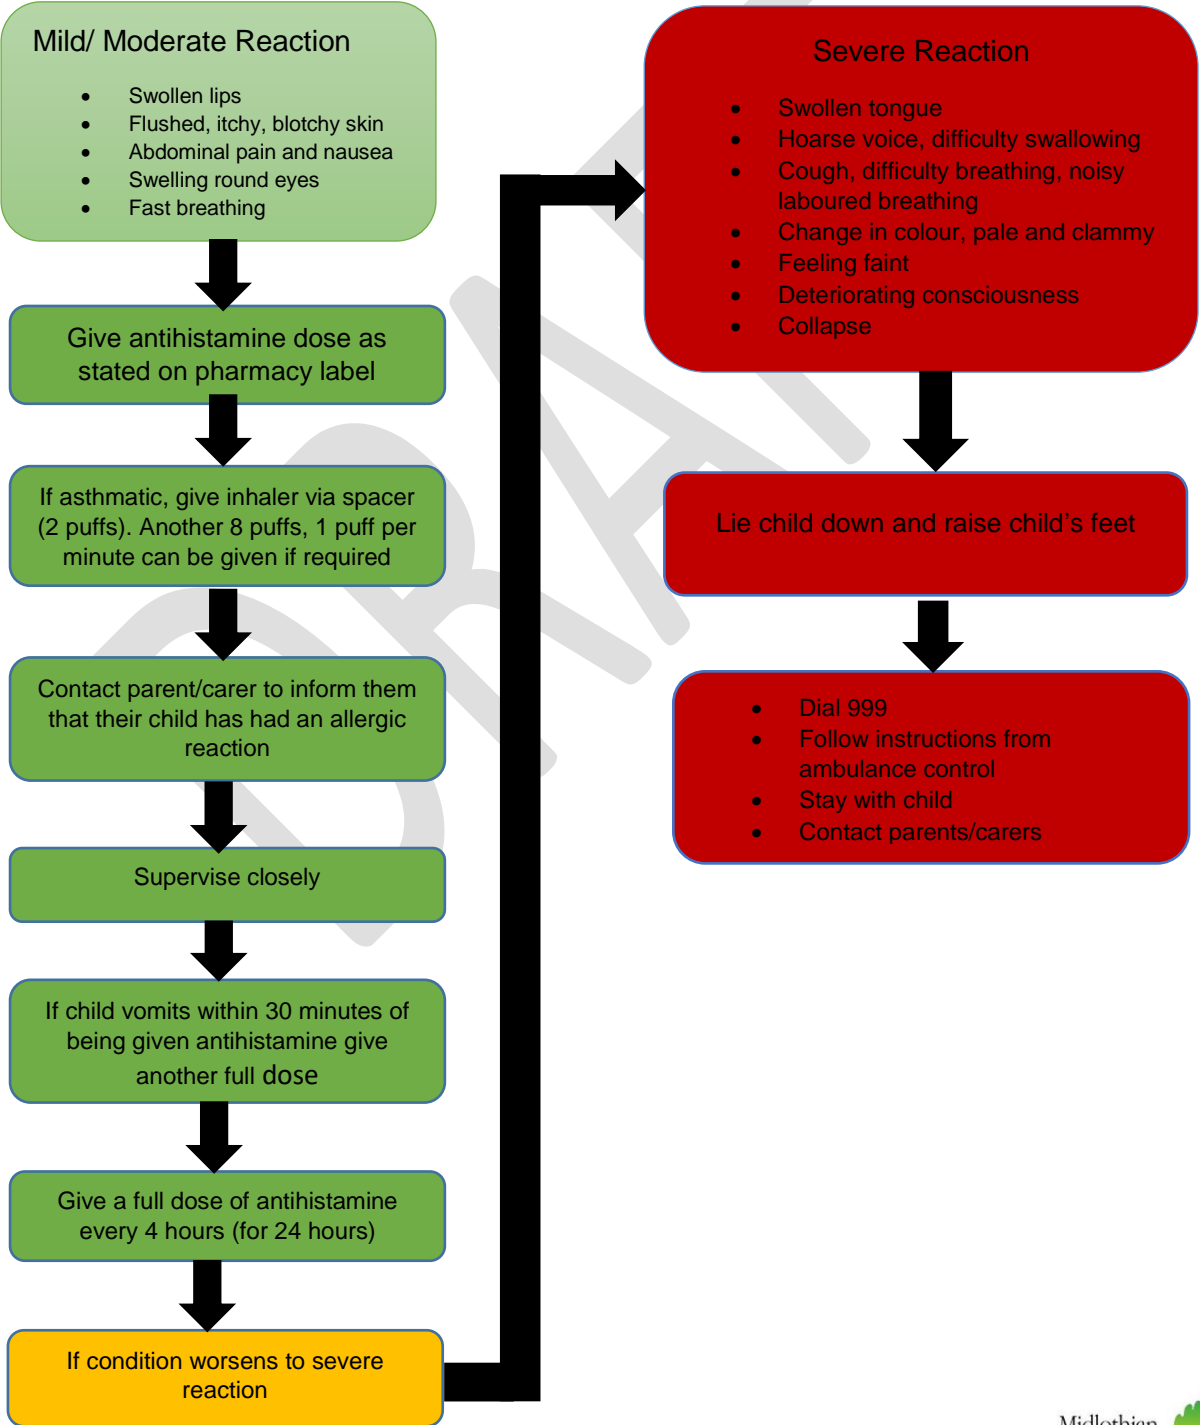 Mild/ Moderate Reaction
• Swollen lips
• Flushed, itchy, blotchy skin
• Abdominal pain and nausea
• Swelling round eyes
• Fast breathing
Give antihistamine dose as
stated on pharmacy label
If asthmatic, give inhaler via spacer
(2 puffs). Another 8 puffs, 1 puff per
minute can be given if required
Contact parent/carer to inform them
that their child has had an allergic
reaction
Supervise closely
If child vomits within 30 minutes of
being given antihistamine give
another full dose
Give a full dose of antihistamine
every 4 hours (for 24 hours)
If condition worsens to severe
reaction
Severe Reaction
• Swollen tongue
• Hoarse voice, difficulty swallowing
• Cough, difficulty breathing, noisy
laboured breathing
• Change in colour, pale and clammy
• Feeling faint
• Deteriorating consciousness
• Collapse
Lie child down and raise child's feet
• Dial 999
• Follow instructions from
ambulance control
• Stay with child
• Contact parents/carers
Midlothian